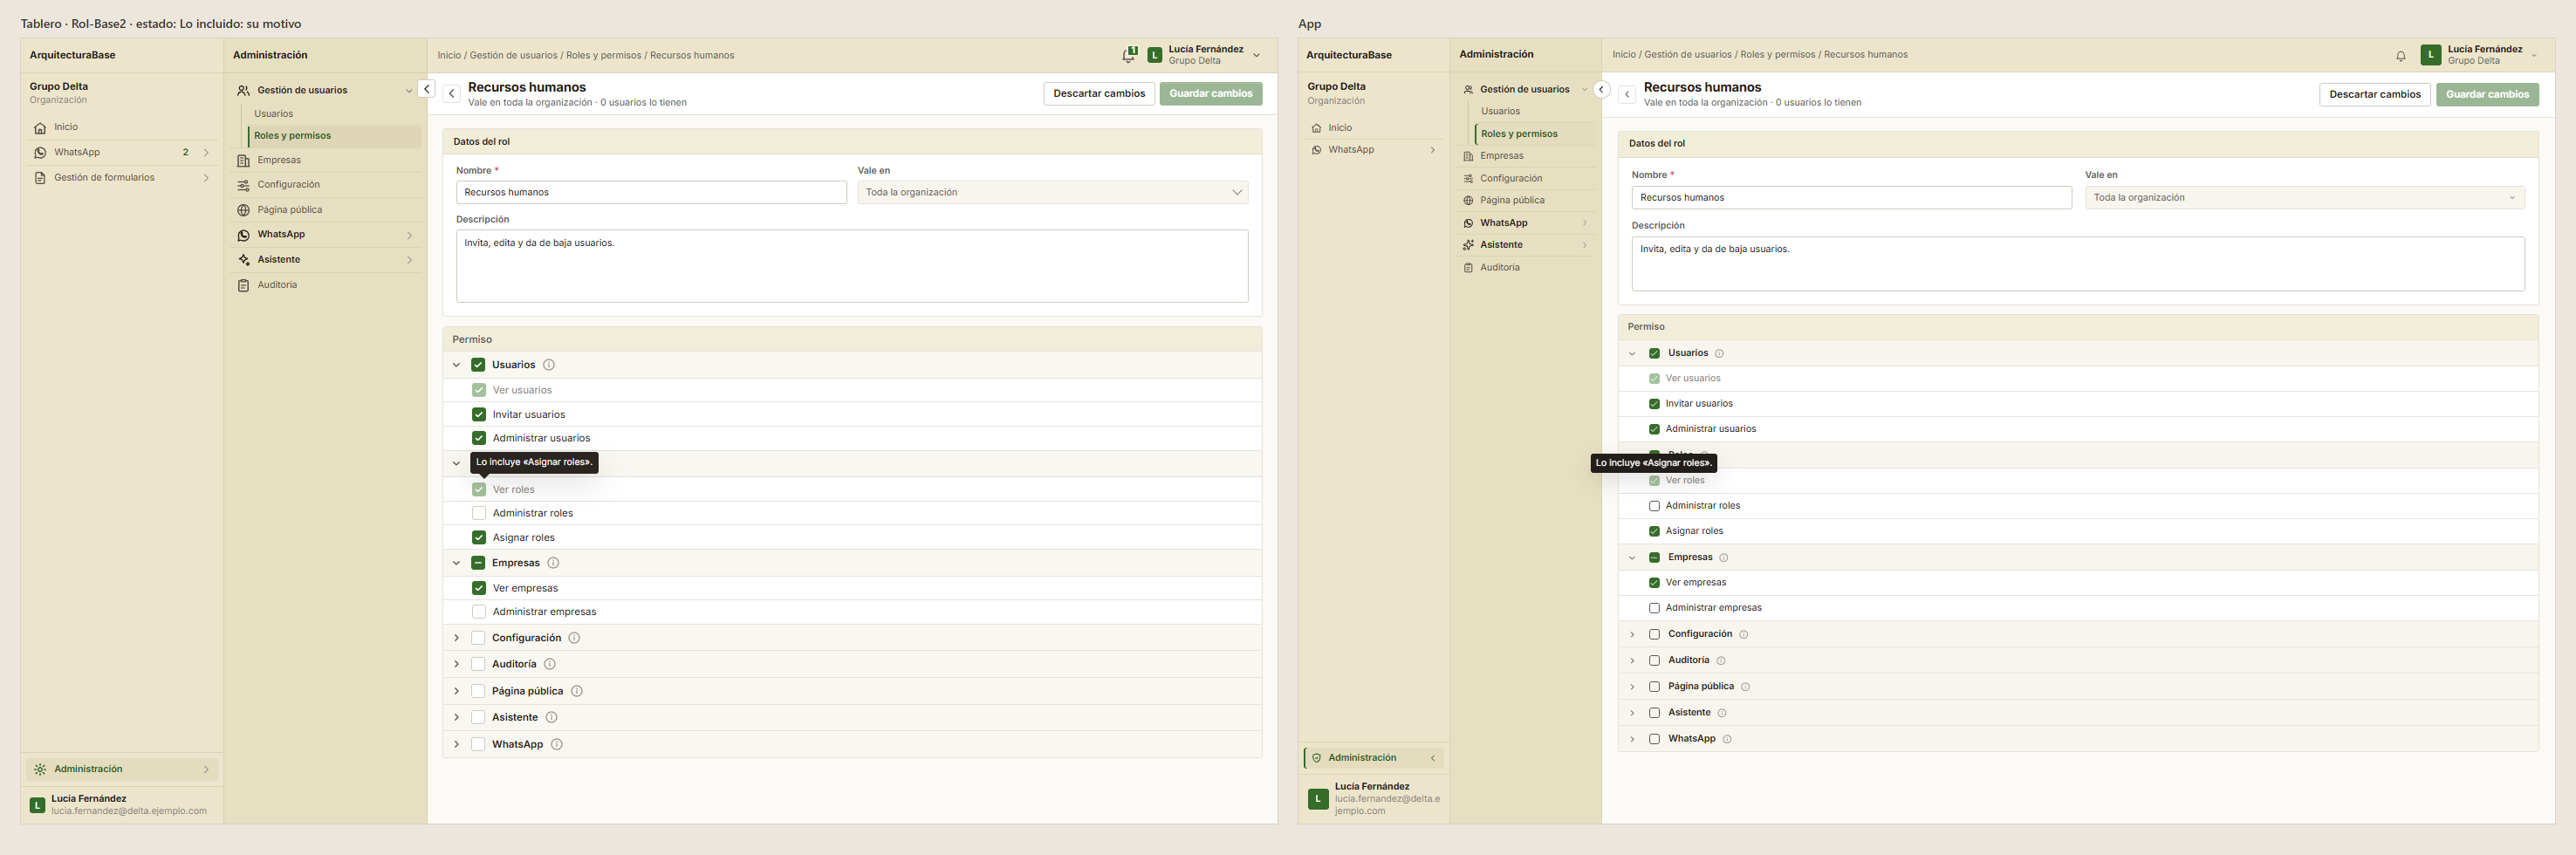 Tablero · Rol-Base2 · estado: Lo incluido: su motivo
ArquitecturaBase
Grupo Delta
Organización
Inicio
WhatsApp 2
Gestión de formularios
Administración
Lucía Fernández
lucia.fernandez@delta.ejemplo.com
L
Administración
Gestión de usuarios
Usuarios
Roles y permisos
Empresas
Configuración
Página pública
WhatsApp
Asistente
Auditoría
Inicio / Gestión de usuarios / Roles y permisos / Recursos humanos
1
L
Lucía Fernández
Grupo Delta
Recursos humanos
Vale en toda la organización · 0 usuarios lo tienen
Descartar cambios
Guardar cambios
Datos del rol
Nombre *
Recursos humanos
Vale en
Toda la organización
Descripción
Invita, edita y da de baja usuarios.
Permiso
Usuarios
Ver usuarios
Invitar usuarios
Administrar usuarios
Lo incluye «Asignar roles».
Ver roles
Administrar roles
Asignar roles
Empresas
Ver empresas
Administrar empresas
Configuración
Auditoría
Página pública
Asistente
WhatsApp
App
ArquitecturaBase
Grupo Delta
Organización
Inicio
WhatsApp
Administración
L
Lucía Fernández
lucia.fernandez@delta.e
jemplo.com
Administración
Gestión de usuarios
Usuarios
Roles y permisos
Empresas
Configuración
Página pública
WhatsApp
Asistente
Auditoría
Inicio / Gestión de usuarios / Roles y permisos / Recursos humanos
L
Lucía Fernández
Grupo Delta
Recursos humanos
Vale en toda la organización · 0 usuarios lo tienen
Descartar cambios
Guardar cambios
Datos del rol
Nombre *
Recursos humanos
Vale en
Toda la organización
Descripción
Invita, edita y da de baja usuarios.
Permiso
Usuarios
Ver usuarios
Invitar usuarios
Administrar usuarios
Lo incluye «Asignar roles».
Ver roles
Administrar roles
Asignar roles
Empresas
Ver empresas
Administrar empresas
Configuración
Auditoría
Página pública
Asistente
WhatsApp